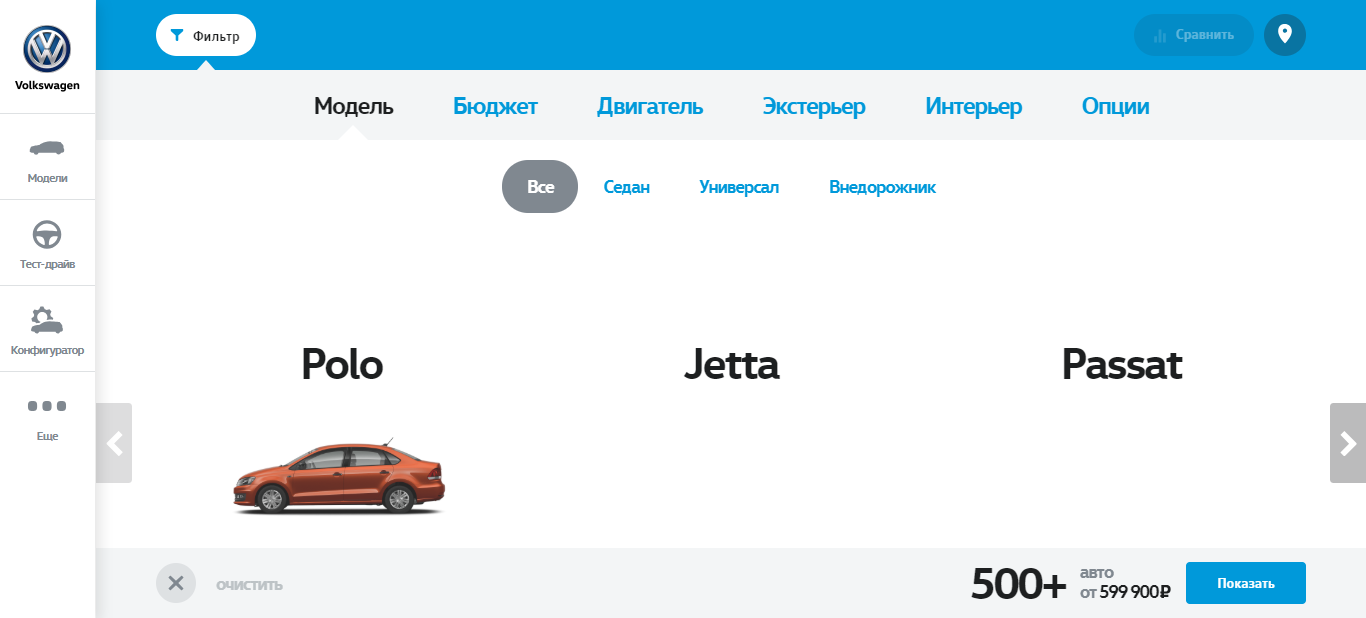 Фильтр
Сравнить
Volkswagen
Модель Бюджет Двигатель Экстерьер Интерьер Опции
Модели
Все Седан Универсал Внедорожник
Тест-драйв
Конфигуратор
Еще
Polo Jetta Passat
очистить
500+ авто
от 599 900₽
Показать